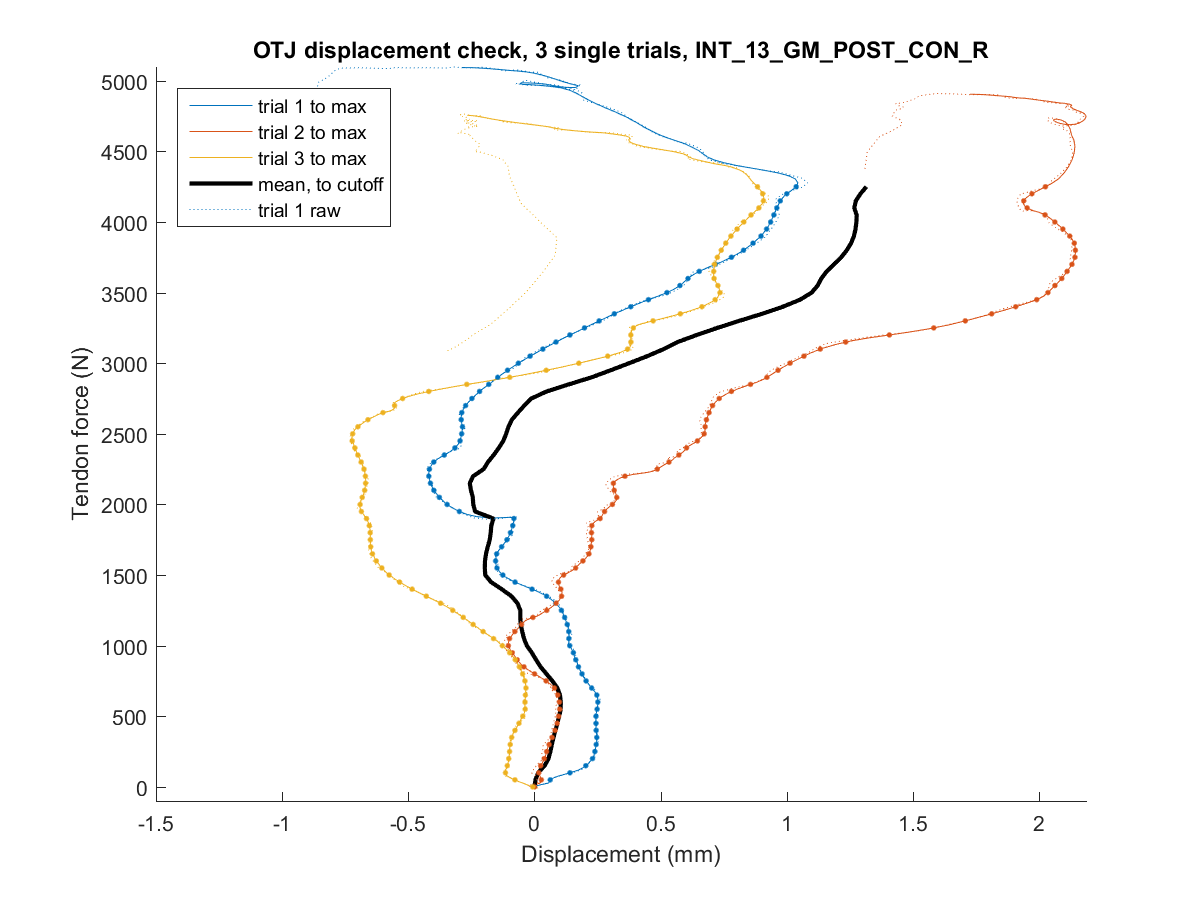 OTJ displacement check, 3 single trials, INT_13_GM_POST_CON_R
trial 1 to max
trial 2 to max
trial 3 to max
mean, to cutoff
trial 1 raw
Tendon force (N)
5000
4500
4000
3500
3000
2500
2000
1500
1000
500
0
-1.5
-1
-0.5
0
0.5
1
1.5
2
Displacement (mm)